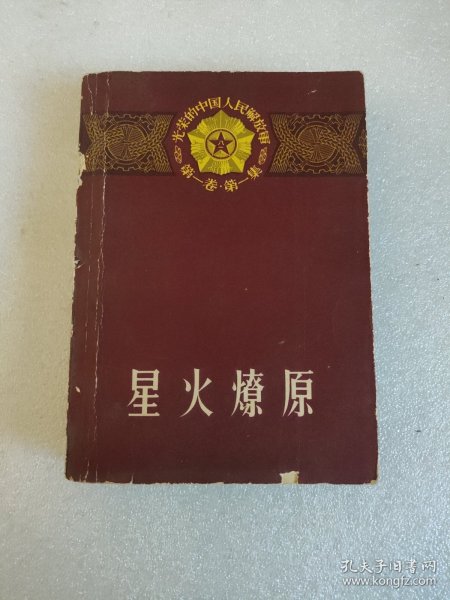 光荣的中国人民解放軍
第一卷·第一集
星火燎原
孔夫子旧书网
www.kongfz.com